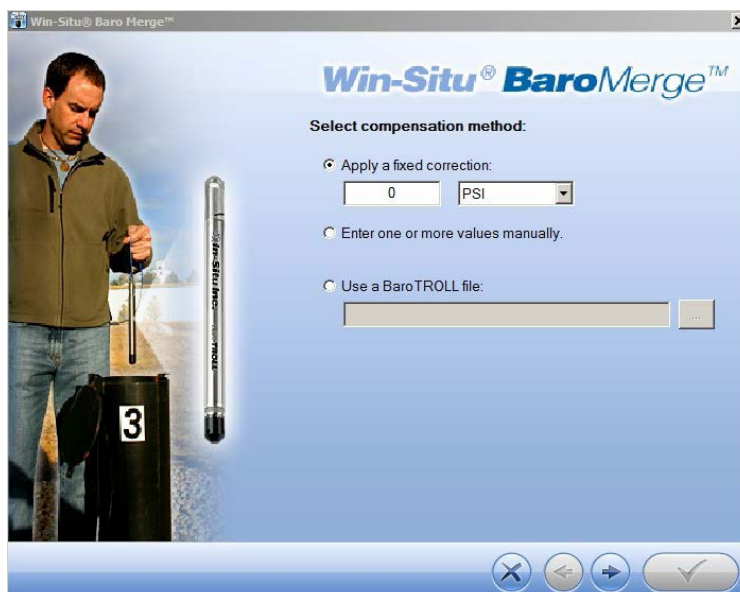 Win-Situ® Baro Merge™
Win-Situ® BaroMerge™
Select compensation method:
Apply a fixed correction:
0 PSI
Enter one or more values manually.
Use a BaroTROLL file:
...
In-Situ Inc.
TROLL
3